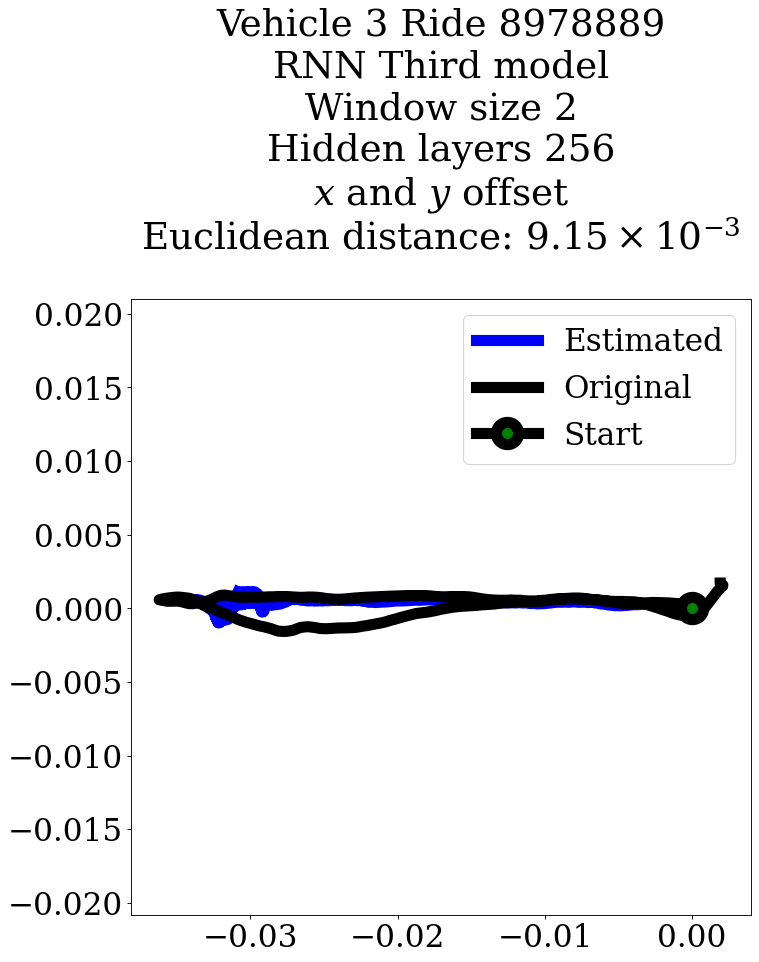 Vehicle 3 Ride 8978889
RNN Third model
Window size 2
Hidden layers 256
x and y offset
Euclidean distance: 9.15 × 10⁻³
Estimated
Original
Start
0.020
0.015
0.010
0.005
0.000
−0.005
−0.010
−0.015
−0.020
−0.03 −0.02 −0.01 0.00